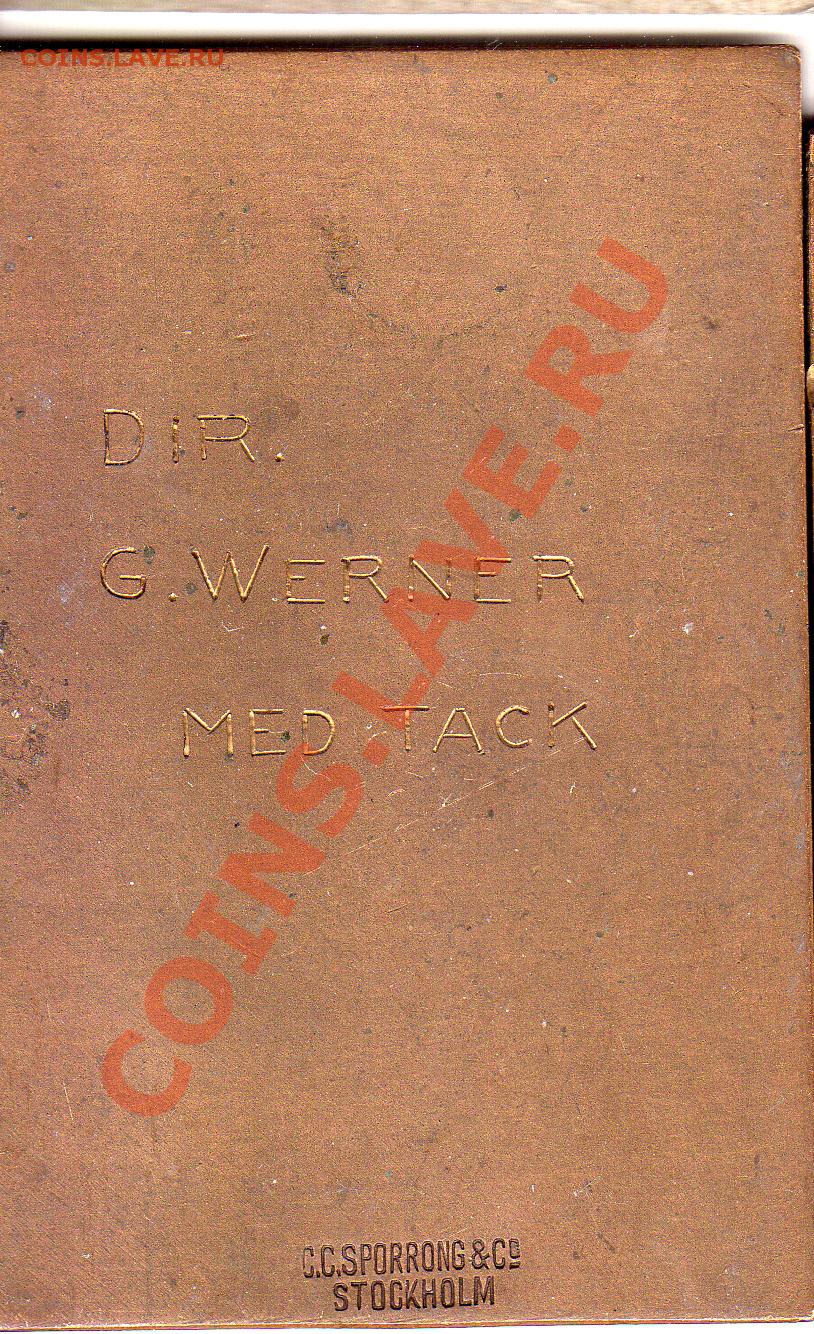 COINS.LAVE.RU
DIR.
G. WERNER
MED TACK
COINS.LAVE.RU
C.C. SPORRONG & Co
STOCKHOLM